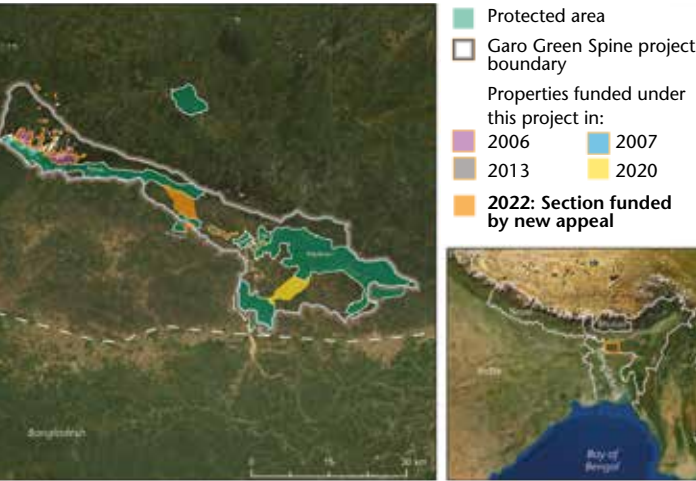 Protected area
Garo Green Spine project
boundary
Properties funded under
this project in:
2006
2007
2013
2020
2022: Section funded
by new appeal
Bangladesh
0 15 30 km
India
Bay of
Bengal